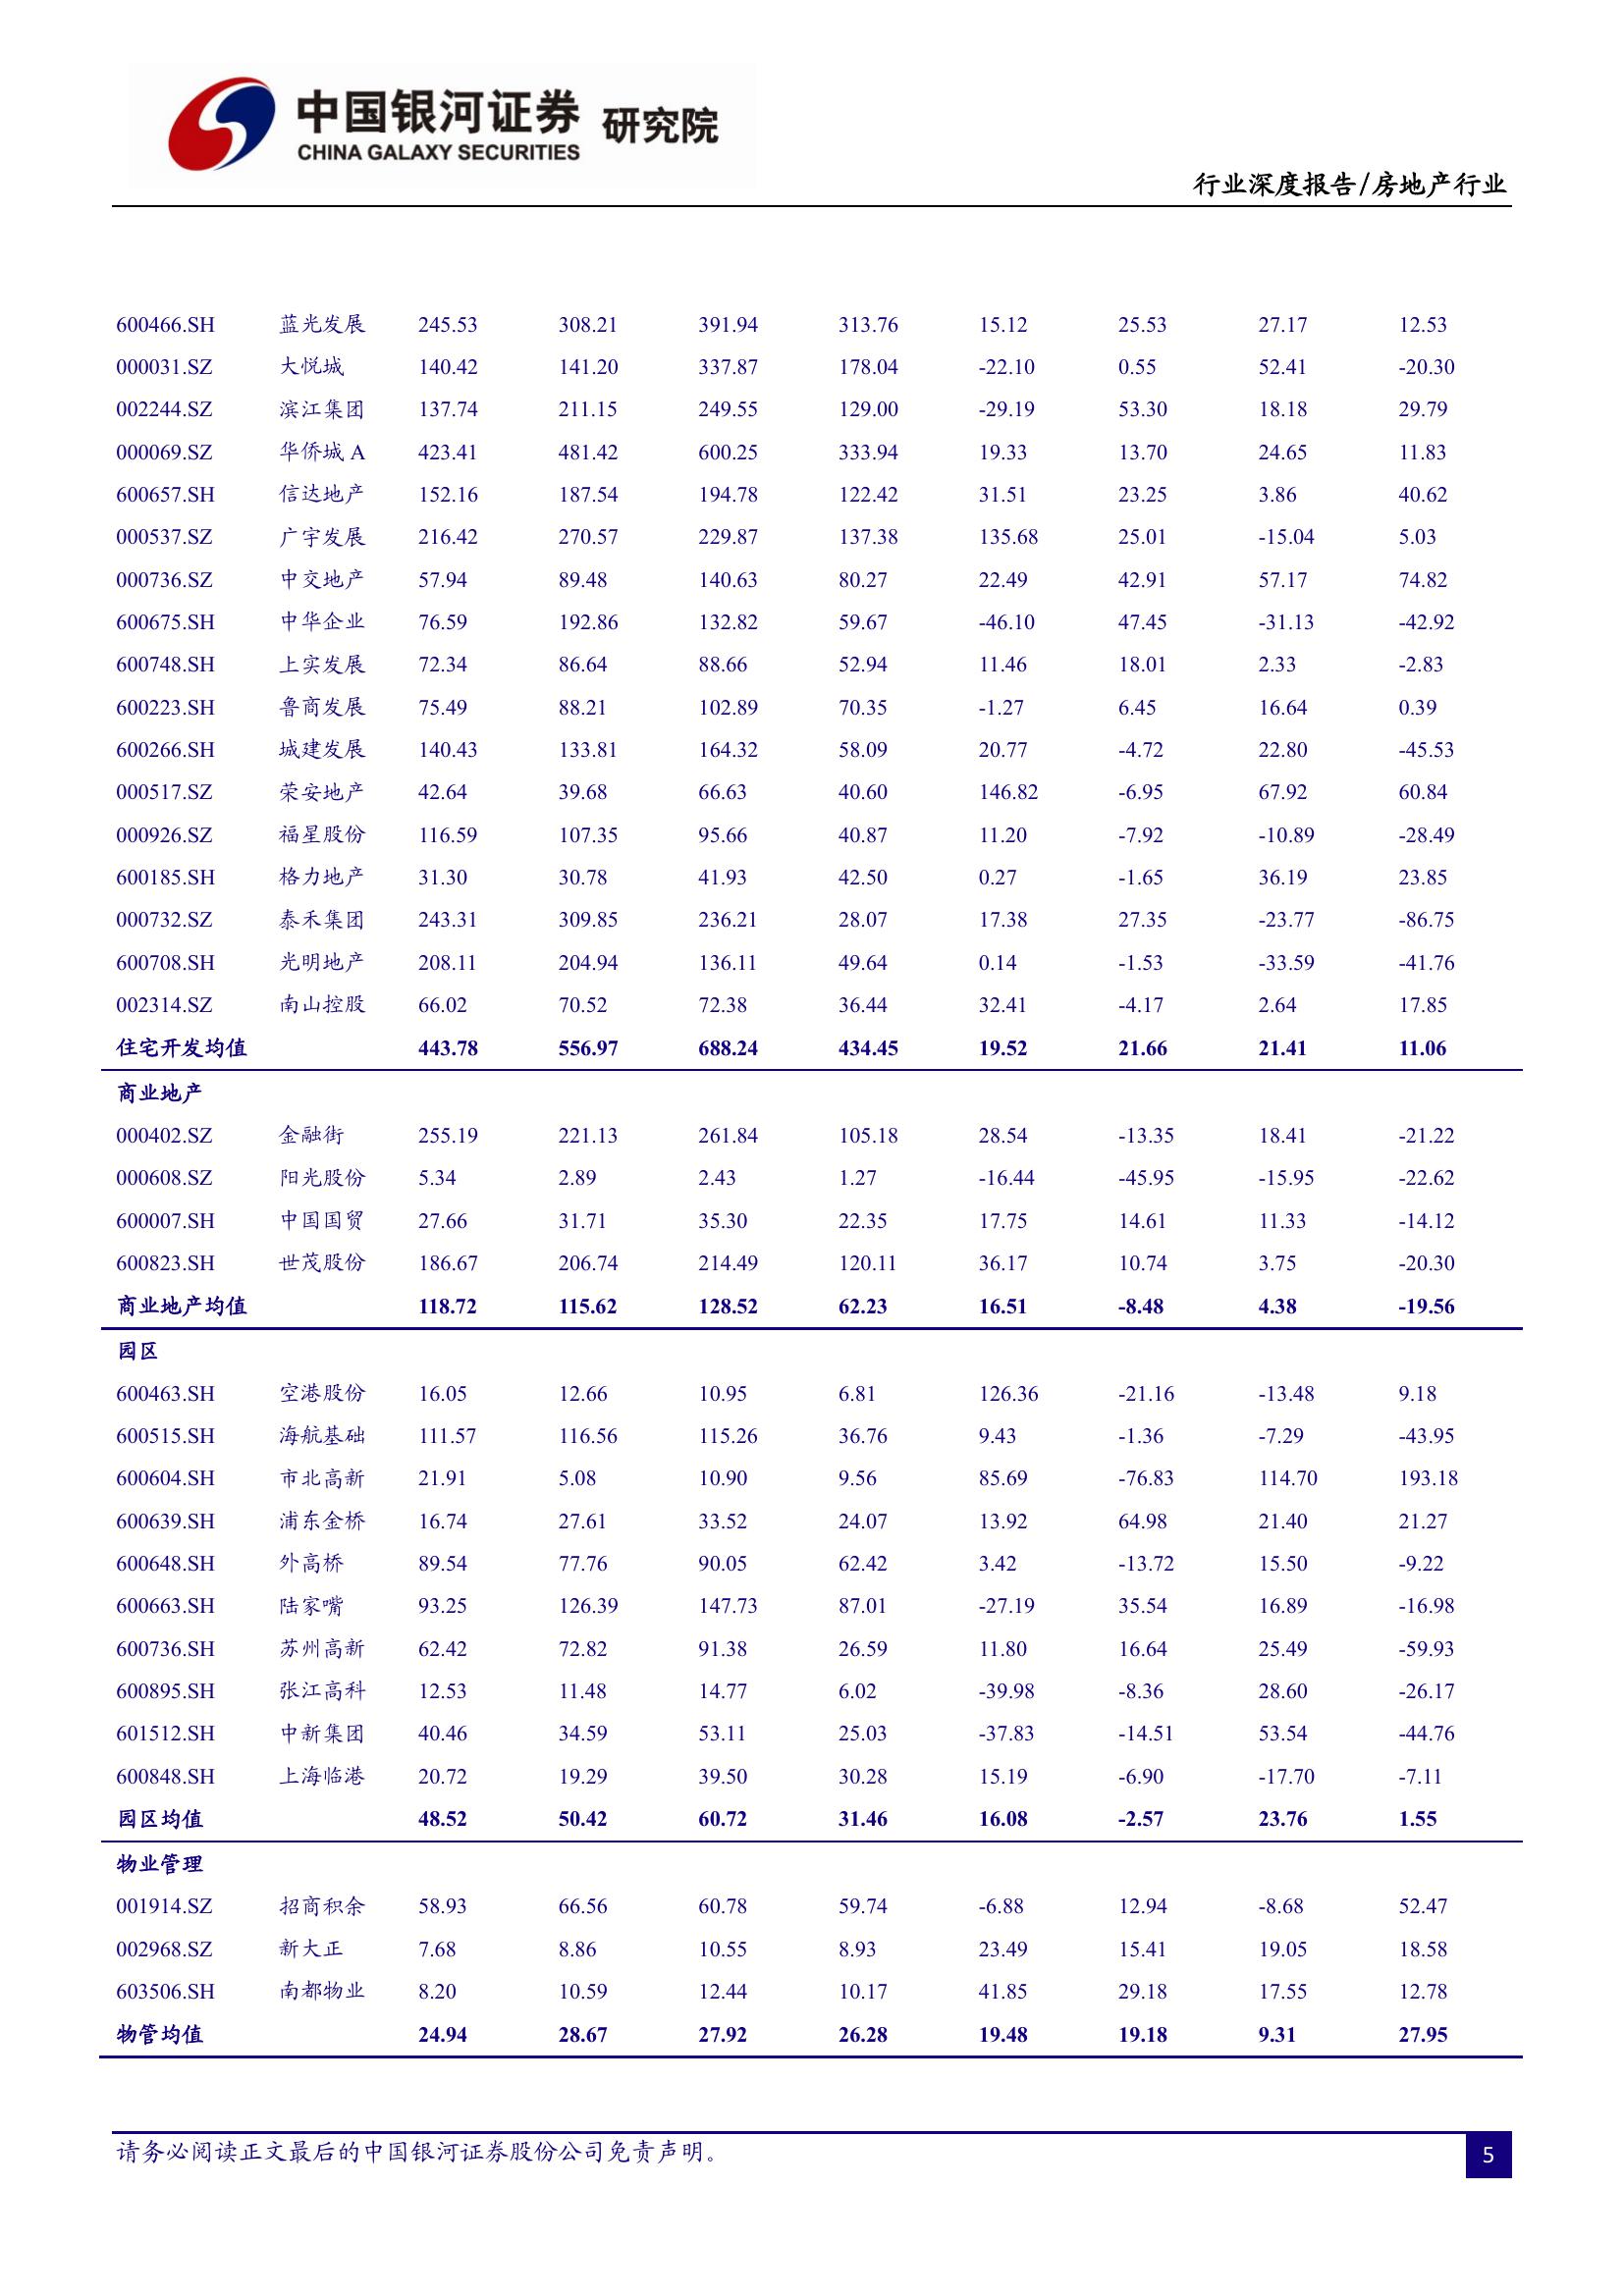 中国银河证券 研究院
CHINA GALAXY SECURITIES
行业深度报告/房地产行业
600466.SH 蓝光发展 245.53 308.21 391.94 313.76 15.12 25.53 27.17 12.53
000031.SZ 大悦城 140.42 141.20 337.87 178.04 -22.10 0.55 52.41 -20.30
002244.SZ 滨江集团 137.74 211.15 249.55 129.00 -29.19 53.30 18.18 29.79
000069.SZ 华侨城 A 423.41 481.42 600.25 333.94 19.33 13.70 24.65 11.83
600657.SH 信达地产 152.16 187.54 194.78 122.42 31.51 23.25 3.86 40.62
000537.SZ 广宇发展 216.42 270.57 229.87 137.38 135.68 25.01 -15.04 5.03
000736.SZ 中交地产 57.94 89.48 140.63 80.27 22.49 42.91 57.17 74.82
600675.SH 中华企业 76.59 192.86 132.82 59.67 -46.10 47.45 -31.13 -42.92
600748.SH 上实发展 72.34 86.64 88.66 52.94 11.46 18.01 2.33 -2.83
600223.SH 鲁商发展 75.49 88.21 102.89 70.35 -1.27 6.45 16.64 0.39
600266.SH 城建发展 140.43 133.81 164.32 58.09 20.77 -4.72 22.80 -45.53
000517.SZ 荣安地产 42.64 39.68 66.63 40.60 146.82 -6.95 67.92 60.84
000926.SZ 福星股份 116.59 107.35 95.66 40.87 11.20 -7.92 -10.89 -28.49
600185.SH 格力地产 31.30 30.78 41.93 42.50 0.27 -1.65 36.19 23.85
000732.SZ 泰禾集团 243.31 309.85 236.21 28.07 17.38 27.35 -23.77 -86.75
600708.SH 光明地产 208.11 204.94 136.11 49.64 0.14 -1.53 -33.59 -41.76
002314.SZ 南山控股 66.02 70.52 72.38 36.44 32.41 -4.17 2.64 17.85
住宅开发均值 443.78 556.97 688.24 434.45 19.52 21.66 21.41 11.06
商业地产
000402.SZ 金融街 255.19 221.13 261.84 105.18 28.54 -13.35 18.41 -21.22
000608.SZ 阳光股份 5.34 2.89 2.43 1.27 -16.44 -45.95 -15.95 -22.62
600007.SH 中国国贸 27.66 31.71 35.30 22.35 17.75 14.61 11.33 -14.12
600823.SH 世茂股份 186.67 206.74 214.49 120.11 36.17 10.74 3.75 -20.30
商业地产均值 118.72 115.62 128.52 62.23 16.51 -8.48 4.38 -19.56
园区
600463.SH 空港股份 16.05 12.66 10.95 6.81 126.36 -21.16 -13.48 9.18
600515.SH 海航基础 111.57 116.56 115.26 36.76 9.43 -1.36 -7.29 -43.95
600604.SH 市北高新 21.91 5.08 10.90 9.56 85.69 -76.83 114.70 193.18
600639.SH 浦东金桥 16.74 27.61 33.52 24.07 13.92 64.98 21.40 21.27
600648.SH 外高桥 89.54 77.76 90.05 62.42 3.42 -13.72 15.50 -9.22
600663.SH 陆家嘴 93.25 126.39 147.73 87.01 -27.19 35.54 16.89 -16.98
600736.SH 苏州高新 62.42 72.82 91.38 26.59 11.80 16.64 25.49 -59.93
600895.SH 张江高科 12.53 11.48 14.77 6.02 -39.98 -8.36 28.60 -26.17
601512.SH 中新集团 40.46 34.59 53.11 25.03 -37.83 -14.51 53.54 -44.76
600848.SH 上海临港 20.72 19.29 39.50 30.28 15.19 -6.90 -17.70 -7.11
园区均值 48.52 50.42 60.72 31.46 16.08 -2.57 23.76 1.55
物业管理
001914.SZ 招商积余 58.93 66.56 60.78 59.74 -6.88 12.94 -8.68 52.47
002968.SZ 新大正 7.68 8.86 10.55 8.93 23.49 15.41 19.05 18.58
603506.SH 南都物业 8.20 10.59 12.44 10.17 41.85 29.18 17.55 12.78
物管均值 24.94 28.67 27.92 26.28 19.48 19.18 9.31 27.95
请务必阅读正文最后的中国银河证券股份公司免责声明。 5